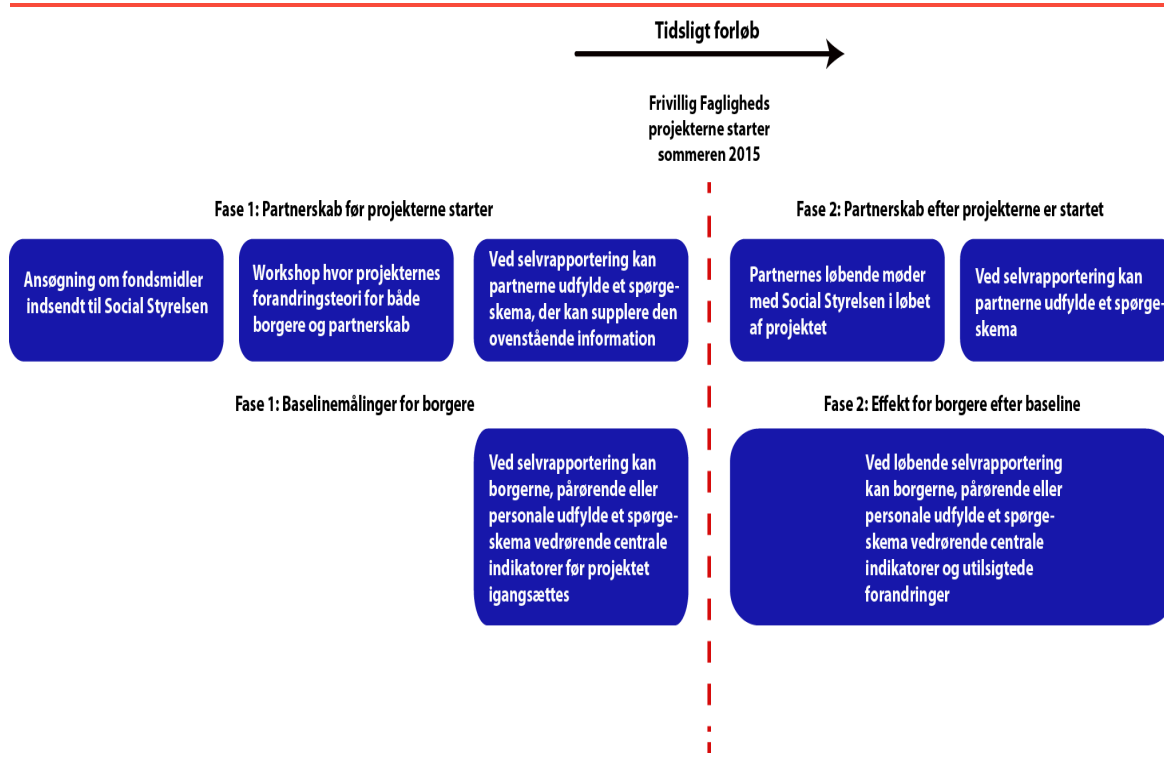 Tidsligt forløb
Frivillig Fagligheds
projekterne starter
sommeren 2015
Fase 1: Partnerskab før projekterne starter
Ansøgning om fondsmidler
indsendt til Social Styrelsen
Workshop hvor projekternes
forandringsteori for både
borgere og partnerskab
Ved selvrapportering kan
partnerne udfylde et spørge-
skema, der kan supplere den
ovenstående information
Fase 2: Partnerskab efter projekterne er startet
Partnernes løbende møder
med Social Styrelsen i løbet
af projektet
Ved selvrapportering kan
partnerne udfylde et spørge-
skema
Fase 1: Baselinemålinger for borgere
Ved selvrapportering kan
borgerne, pårørende eller
personale udfylde et spørge-
skema vedrørende centrale
indikatorer før projektet
igangsættes
Fase 2: Effekt for borgere efter baseline
Ved løbende selvrapportering
kan borgerne, pårørende eller
personale udfylde et spørge-
skema vedrørende centrale
indikatorer og utilsigtede
forandringer